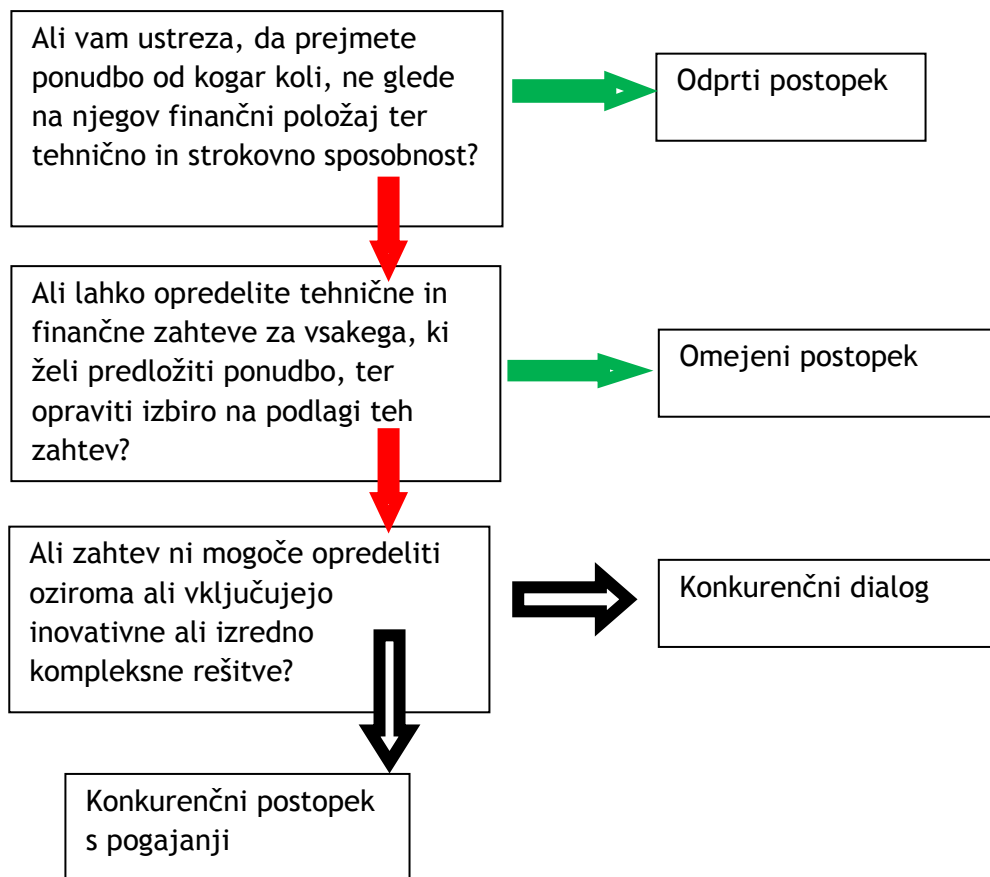 Ali vam ustreza, da prejmete
ponudbo od kogar koli, ne glede
na njegov finančni položaj ter
tehnično in strokovno sposobnost?
Odprti postopek
Ali lahko opredelite tehnične in
finančne zahteve za vsakega, ki
želi predložiti ponudbo, ter
opraviti izbiro na podlagi teh
zahtev?
Omejeni postopek
Ali zahtev ni mogoče opredeliti
oziroma ali vključujejo
inovativne ali izredno
kompleksne rešitve?
Konkurenčni dialog
Konkurenčni postopek
s pogajanji